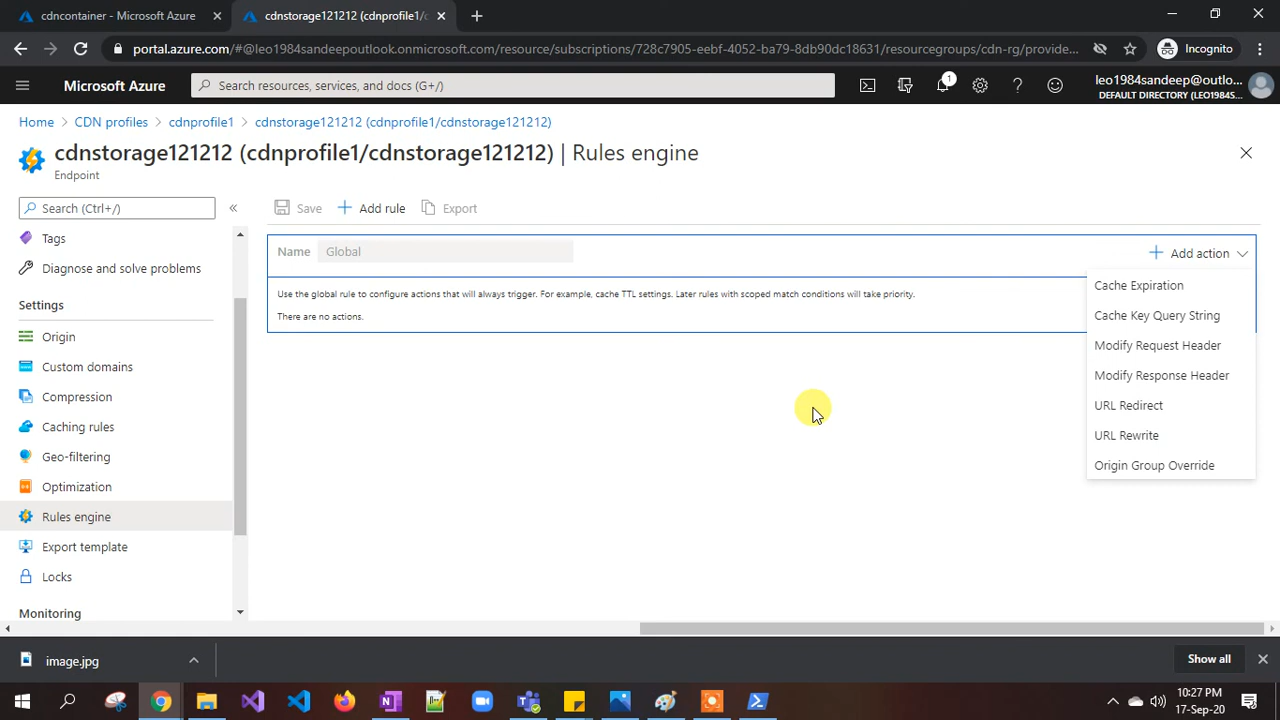 cdncontainer - Microsoft Azure
cdnstorage121212 (cdnprofile1/c
portal.azure.com/#@leo1984sandeepoutlook.onmicrosoft.com/resource/subscriptions/728c7905-eebf-4052-ba79-8db90dc18631/resourcegroups/cdn-rg/provide...
Incognito
Microsoft Azure
Search resources, services, and docs (G+/)
1
leo1984sandeep@outlo...
DEFAULT DIRECTORY (LEO1984S...
Home > CDN profiles > cdnprofile1 > cdnstorage121212 (cdnprofile1/cdnstorage121212)
cdnstorage121212 (cdnprofile1/cdnstorage121212) | Rules engine
Endpoint
Search (Ctrl+/)
«
Save
Add rule
Export
Tags
Diagnose and solve problems
Settings
Origin
Custom domains
Compression
Caching rules
Geo-filtering
Optimization
Rules engine
Export template
Locks
Monitoring
Name
Global
Add action
Use the global rule to configure actions that will always trigger. For example, cache TTL settings. Later rules with scoped match conditions will take priority.
There are no actions.
Cache Expiration
Cache Key Query String
Modify Request Header
Modify Response Header
URL Redirect
URL Rewrite
Origin Group Override
image.jpg
Show all
10:27 PM
17-Sep-20